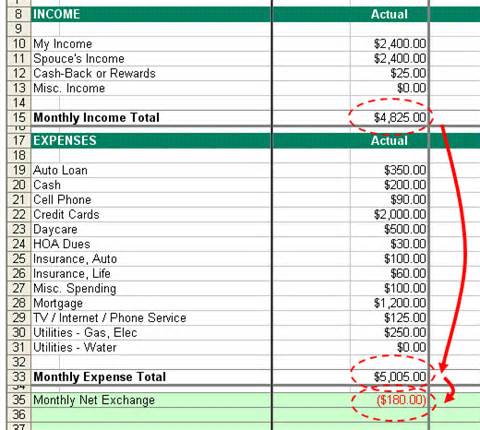 8 INCOME Actual
9
10 My Income $2,400.00
11 Spouce's Income $2,400.00
12 Cash-Back or Rewards $25.00
13 Misc. Income $0.00
14
15 Monthly Income Total $4,825.00
16
17 EXPENSES Actual
18
19 Auto Loan $350.00
20 Cash $200.00
21 Cell Phone $90.00
22 Credit Cards $2,000.00
23 Daycare $500.00
24 HOA Dues $30.00
25 Insurance, Auto $100.00
26 Insurance, Life $60.00
27 Misc. Spending $100.00
28 Mortgage $1,200.00
29 TV / Internet / Phone Service $125.00
30 Utilities - Gas, Elec $250.00
31 Utilities - Water $0.00
32
33 Monthly Expense Total $5,005.00
34
35 Monthly Net Exchange ($180.00)
36
37